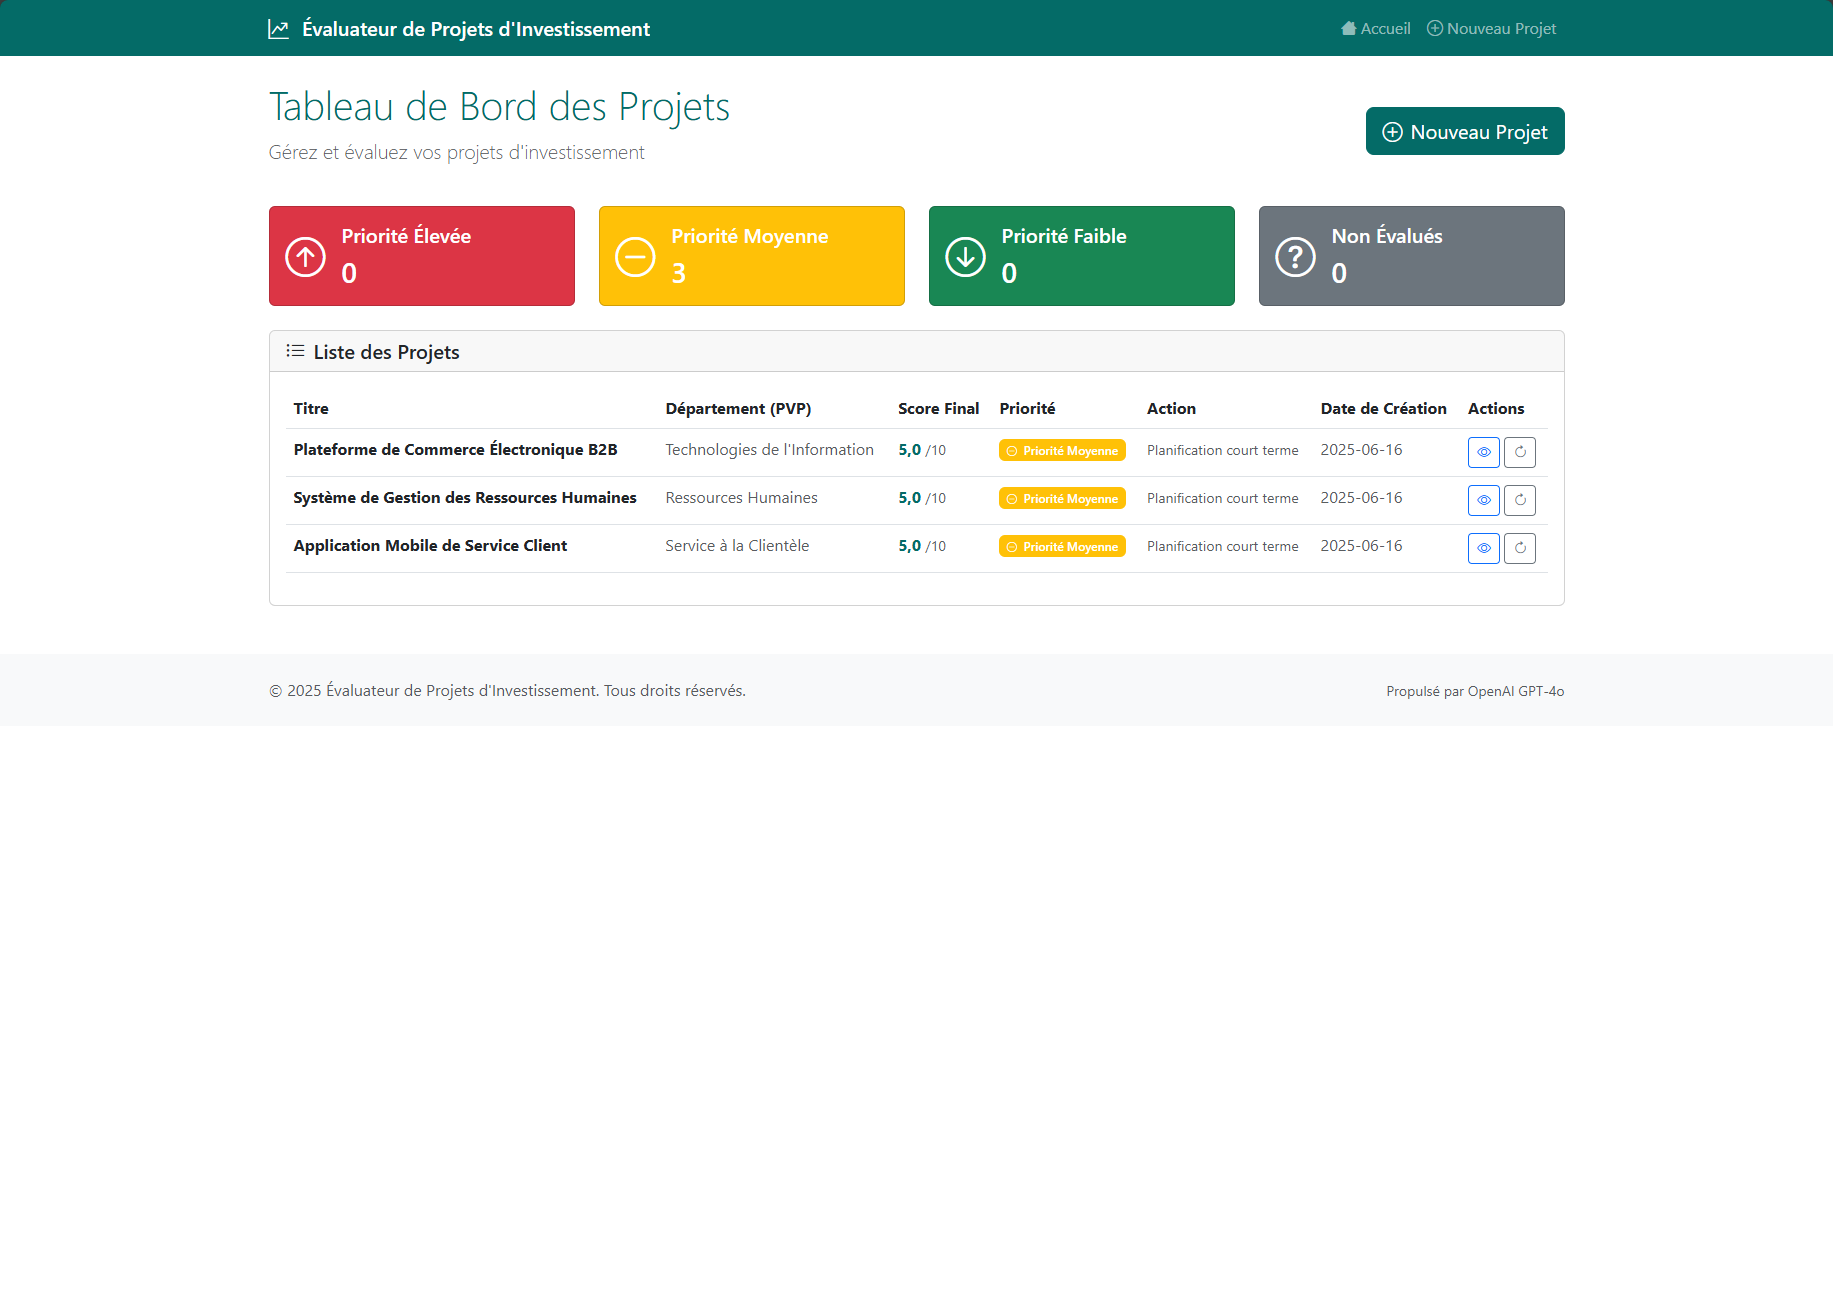 Évaluateur de Projets d'Investissement
Accueil
Nouveau Projet
Tableau de Bord des Projets
Gérez et évaluez vos projets d'investissement
Nouveau Projet
Priorité Élevée
0
Priorité Moyenne
3
Priorité Faible
0
Non Évalués
0
Liste des Projets
Titre Département (PVP) Score Final Priorité Action Date de Création Actions
Plateforme de Commerce Électronique B2B Technologies de l'Information 5,0 /10 Priorité Moyenne Planification court terme 2025-06-16
Système de Gestion des Ressources Humaines Ressources Humaines 5,0 /10 Priorité Moyenne Planification court terme 2025-06-16
Application Mobile de Service Client Service à la Clientèle 5,0 /10 Priorité Moyenne Planification court terme 2025-06-16
© 2025 Évaluateur de Projets d'Investissement. Tous droits réservés.
Propulsé par OpenAI GPT-4o